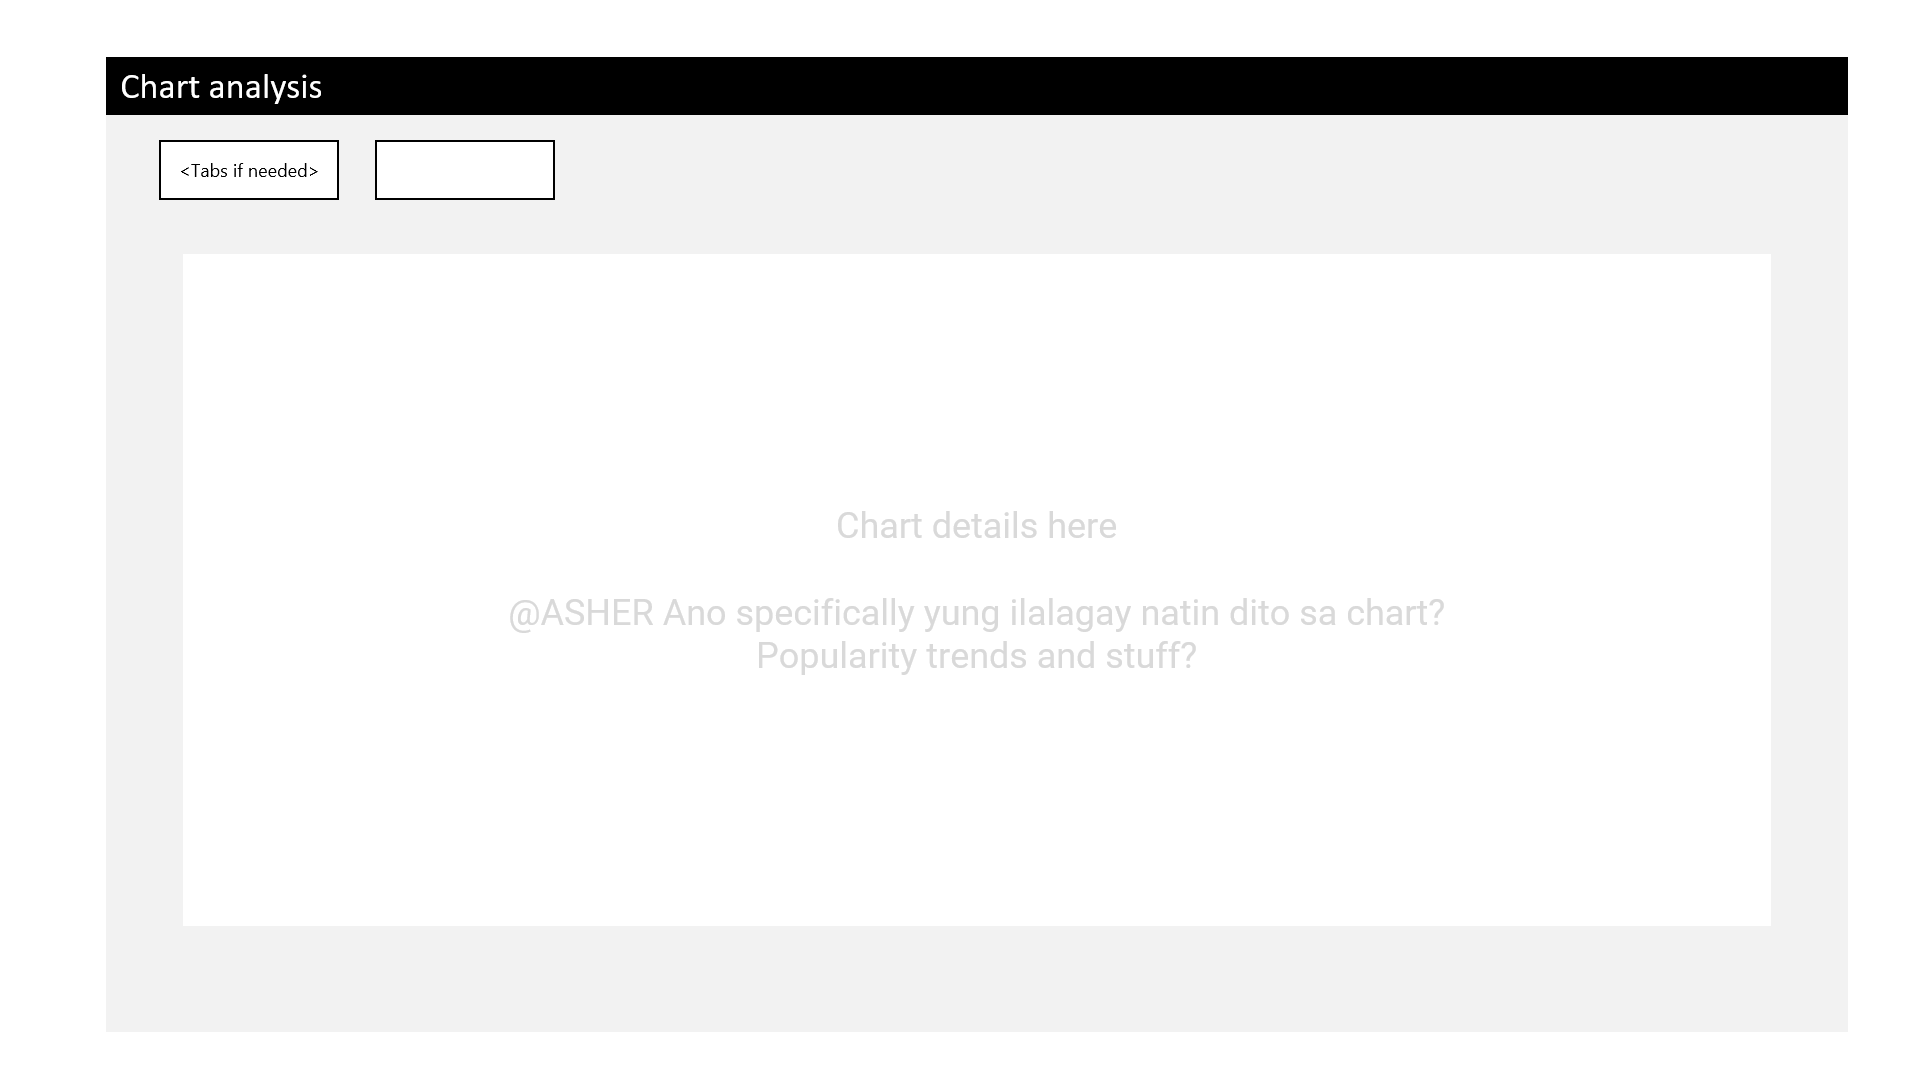 Chart analysis
<Tabs if needed>
Chart details here
@ASHER Ano specifically yung ilalagay natin dito sa chart?
Popularity trends and stuff?